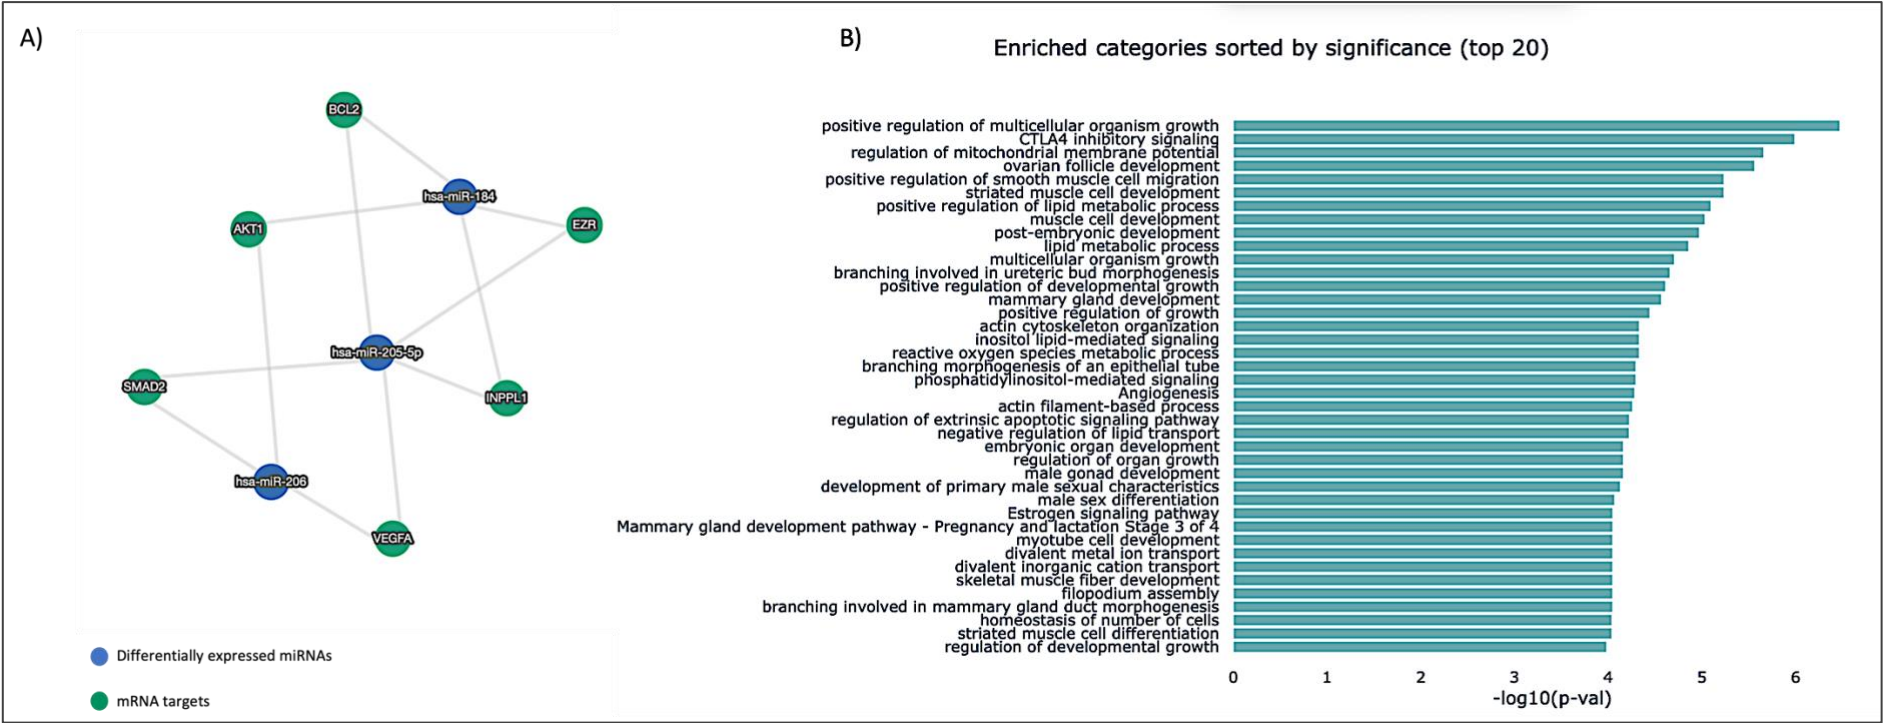 A)
BCL2
hsa-miR-184
AKT1
EZR
hsa-miR-205-5p
SMAD2
INPPL1
hsa-miR-206
VEGFA
Differentially expressed miRNAs
mRNA targets
B)
Enriched categories sorted by significance (top 20)
positive regulation of multicellular organism growth
CTLA4 inhibitory signaling
regulation of mitochondrial membrane potential
ovarian follicle development
positive regulation of smooth muscle cell migration
striated muscle cell development
positive regulation of lipid metabolic process
muscle cell development
post-embryonic development
lipid metabolic process
multicellular organism growth
branching involved in ureteric bud morphogenesis
positive regulation of developmental growth
mammary gland development
positive regulation of growth
actin cytoskeleton organization
inositol lipid-mediated signaling
reactive oxygen species metabolic process
branching morphogenesis of an epithelial tube
phosphatidylinositol-mediated signaling
Angiogenesis
actin filament-based process
regulation of extrinsic apoptotic signaling pathway
negative regulation of lipid transport
embryonic organ development
regulation of organ growth
male gonad development
development of primary male sexual characteristics
male sex differentiation
Estrogen signaling pathway
Mammary gland development pathway - Pregnancy and lactation Stage 3 of 4
myotube cell development
divalent metal ion transport
divalent inorganic cation transport
skeletal muscle fiber development
filopodium assembly
branching involved in mammary gland duct morphogenesis
homeostasis of number of cells
striated muscle cell differentiation
regulation of developmental growth
0 1 2 3 4 5 6
-log10(p-val)